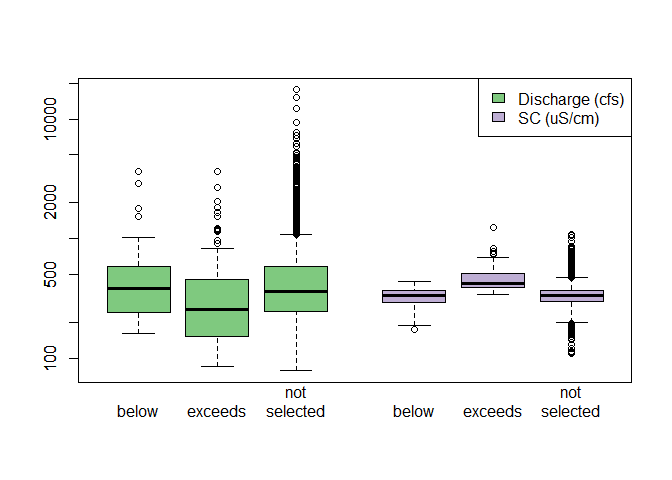 Discharge (cfs)
SC (uS/cm)
10000
2000
500
100
not
not
below
exceeds
selected
below
exceeds
selected